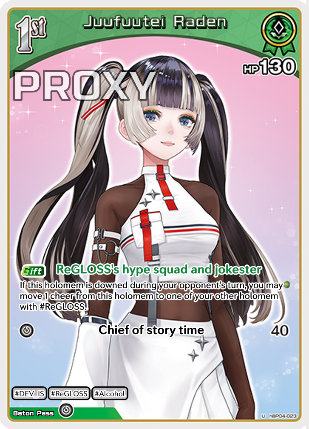 Juufuutei Raden
1st
HP 130
PROXY
Gift ReGLOSS's hype squad and jokester
If this holomem is downed during your opponent's turn, you may
move 1 cheer from this holomem to one of your other holomem
with #ReGLOSS.
Chief of story time 40
#DEV_IS #ReGLOSS #Alcohol
Baton Pass
U hBP04-023